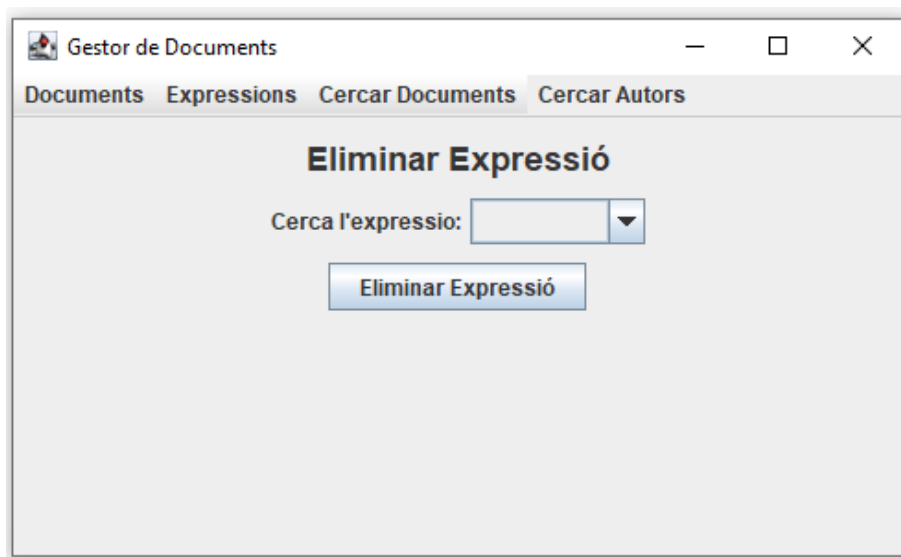 Gestor de Documents
Documents Expressions Cercar Documents Cercar Autors
Eliminar Expressió
Cerca l'expressio:
Eliminar Expressió